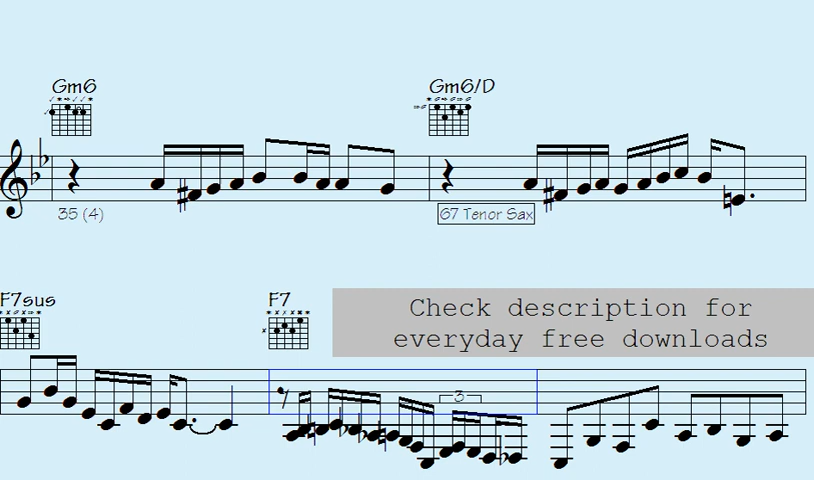 Gm6
Gm6/D
35 (4)
67 Tenor Sax
F7sus
F7
Check description for
everyday free downloads
3